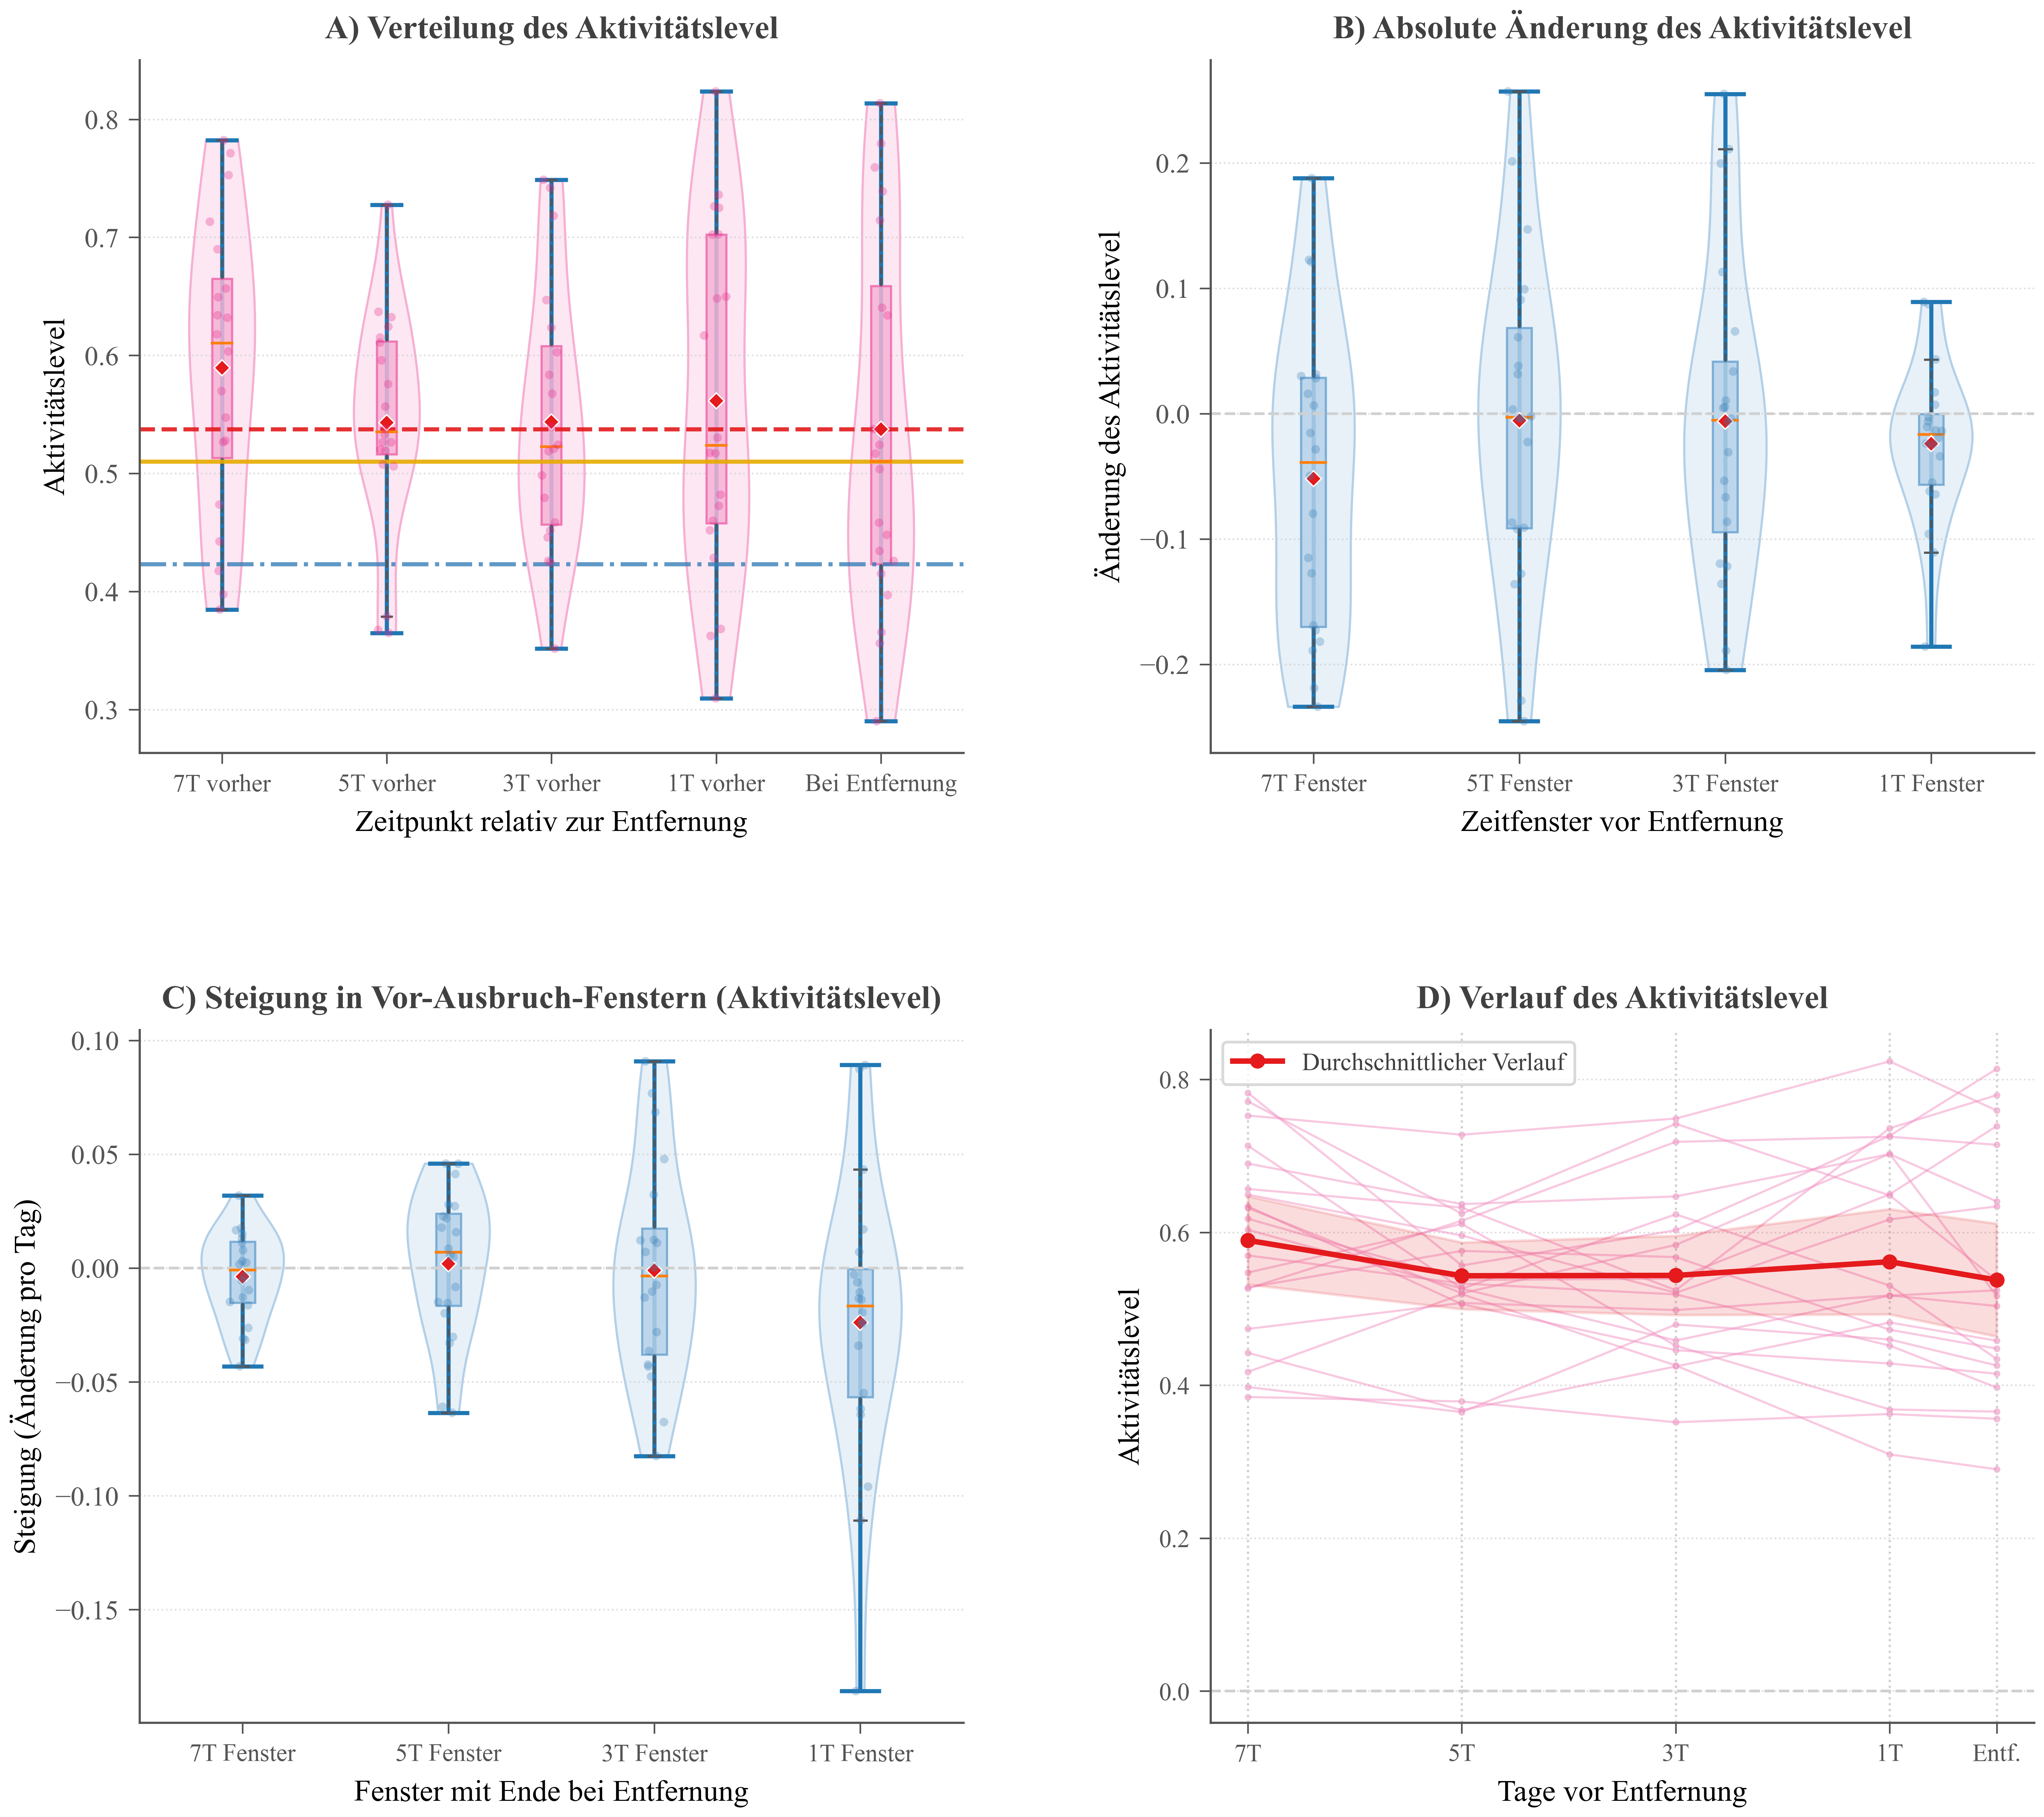 A) Verteilung des Aktivitätslevel
Aktivitätslevel
0.8
0.7
0.6
0.5
0.4
0.3
7T vorher
5T vorher
3T vorher
1T vorher
Bei Entfernung
Zeitpunkt relativ zur Entfernung
B) Absolute Änderung des Aktivitätslevel
Änderung des Aktivitätslevel
0.2
0.1
0.0
−0.1
−0.2
7T Fenster
5T Fenster
3T Fenster
1T Fenster
Zeitfenster vor Entfernung
C) Steigung in Vor-Ausbruch-Fenstern (Aktivitätslevel)
Steigung (Änderung pro Tag)
0.10
0.05
0.00
−0.05
−0.10
−0.15
7T Fenster
5T Fenster
3T Fenster
1T Fenster
Fenster mit Ende bei Entfernung
D) Verlauf des Aktivitätslevel
Durchschnittlicher Verlauf
Aktivitätslevel
0.8
0.6
0.4
0.2
0.0
7T
5T
3T
1T
Entf.
Tage vor Entfernung